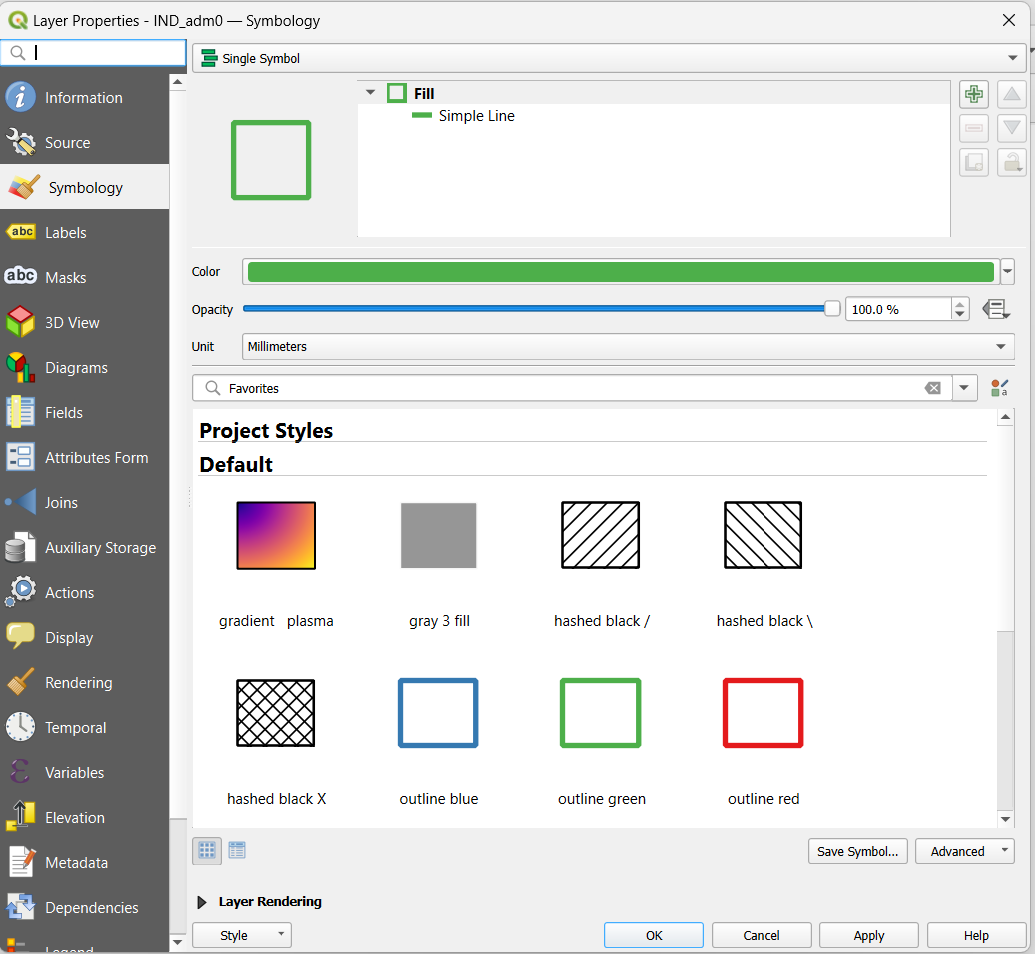 Layer Properties - IND_adm0 — Symbology
Single Symbol
Information
Source
Symbology
Labels
Masks
3D View
Diagrams
Fields
Attributes Form
Joins
Auxiliary Storage
Actions
Display
Rendering
Temporal
Variables
Elevation
Metadata
Dependencies
Legend
abc
abc
Fill
Simple Line
Color
Opacity
100.0 %
Unit
Millimeters
Favorites
a
Project Styles
Default
gradient plasma
gray 3 fill
hashed black /
hashed black \
hashed black X
outline blue
outline green
outline red
Save Symbol...
Advanced
Layer Rendering
Style
OK
Cancel
Apply
Help